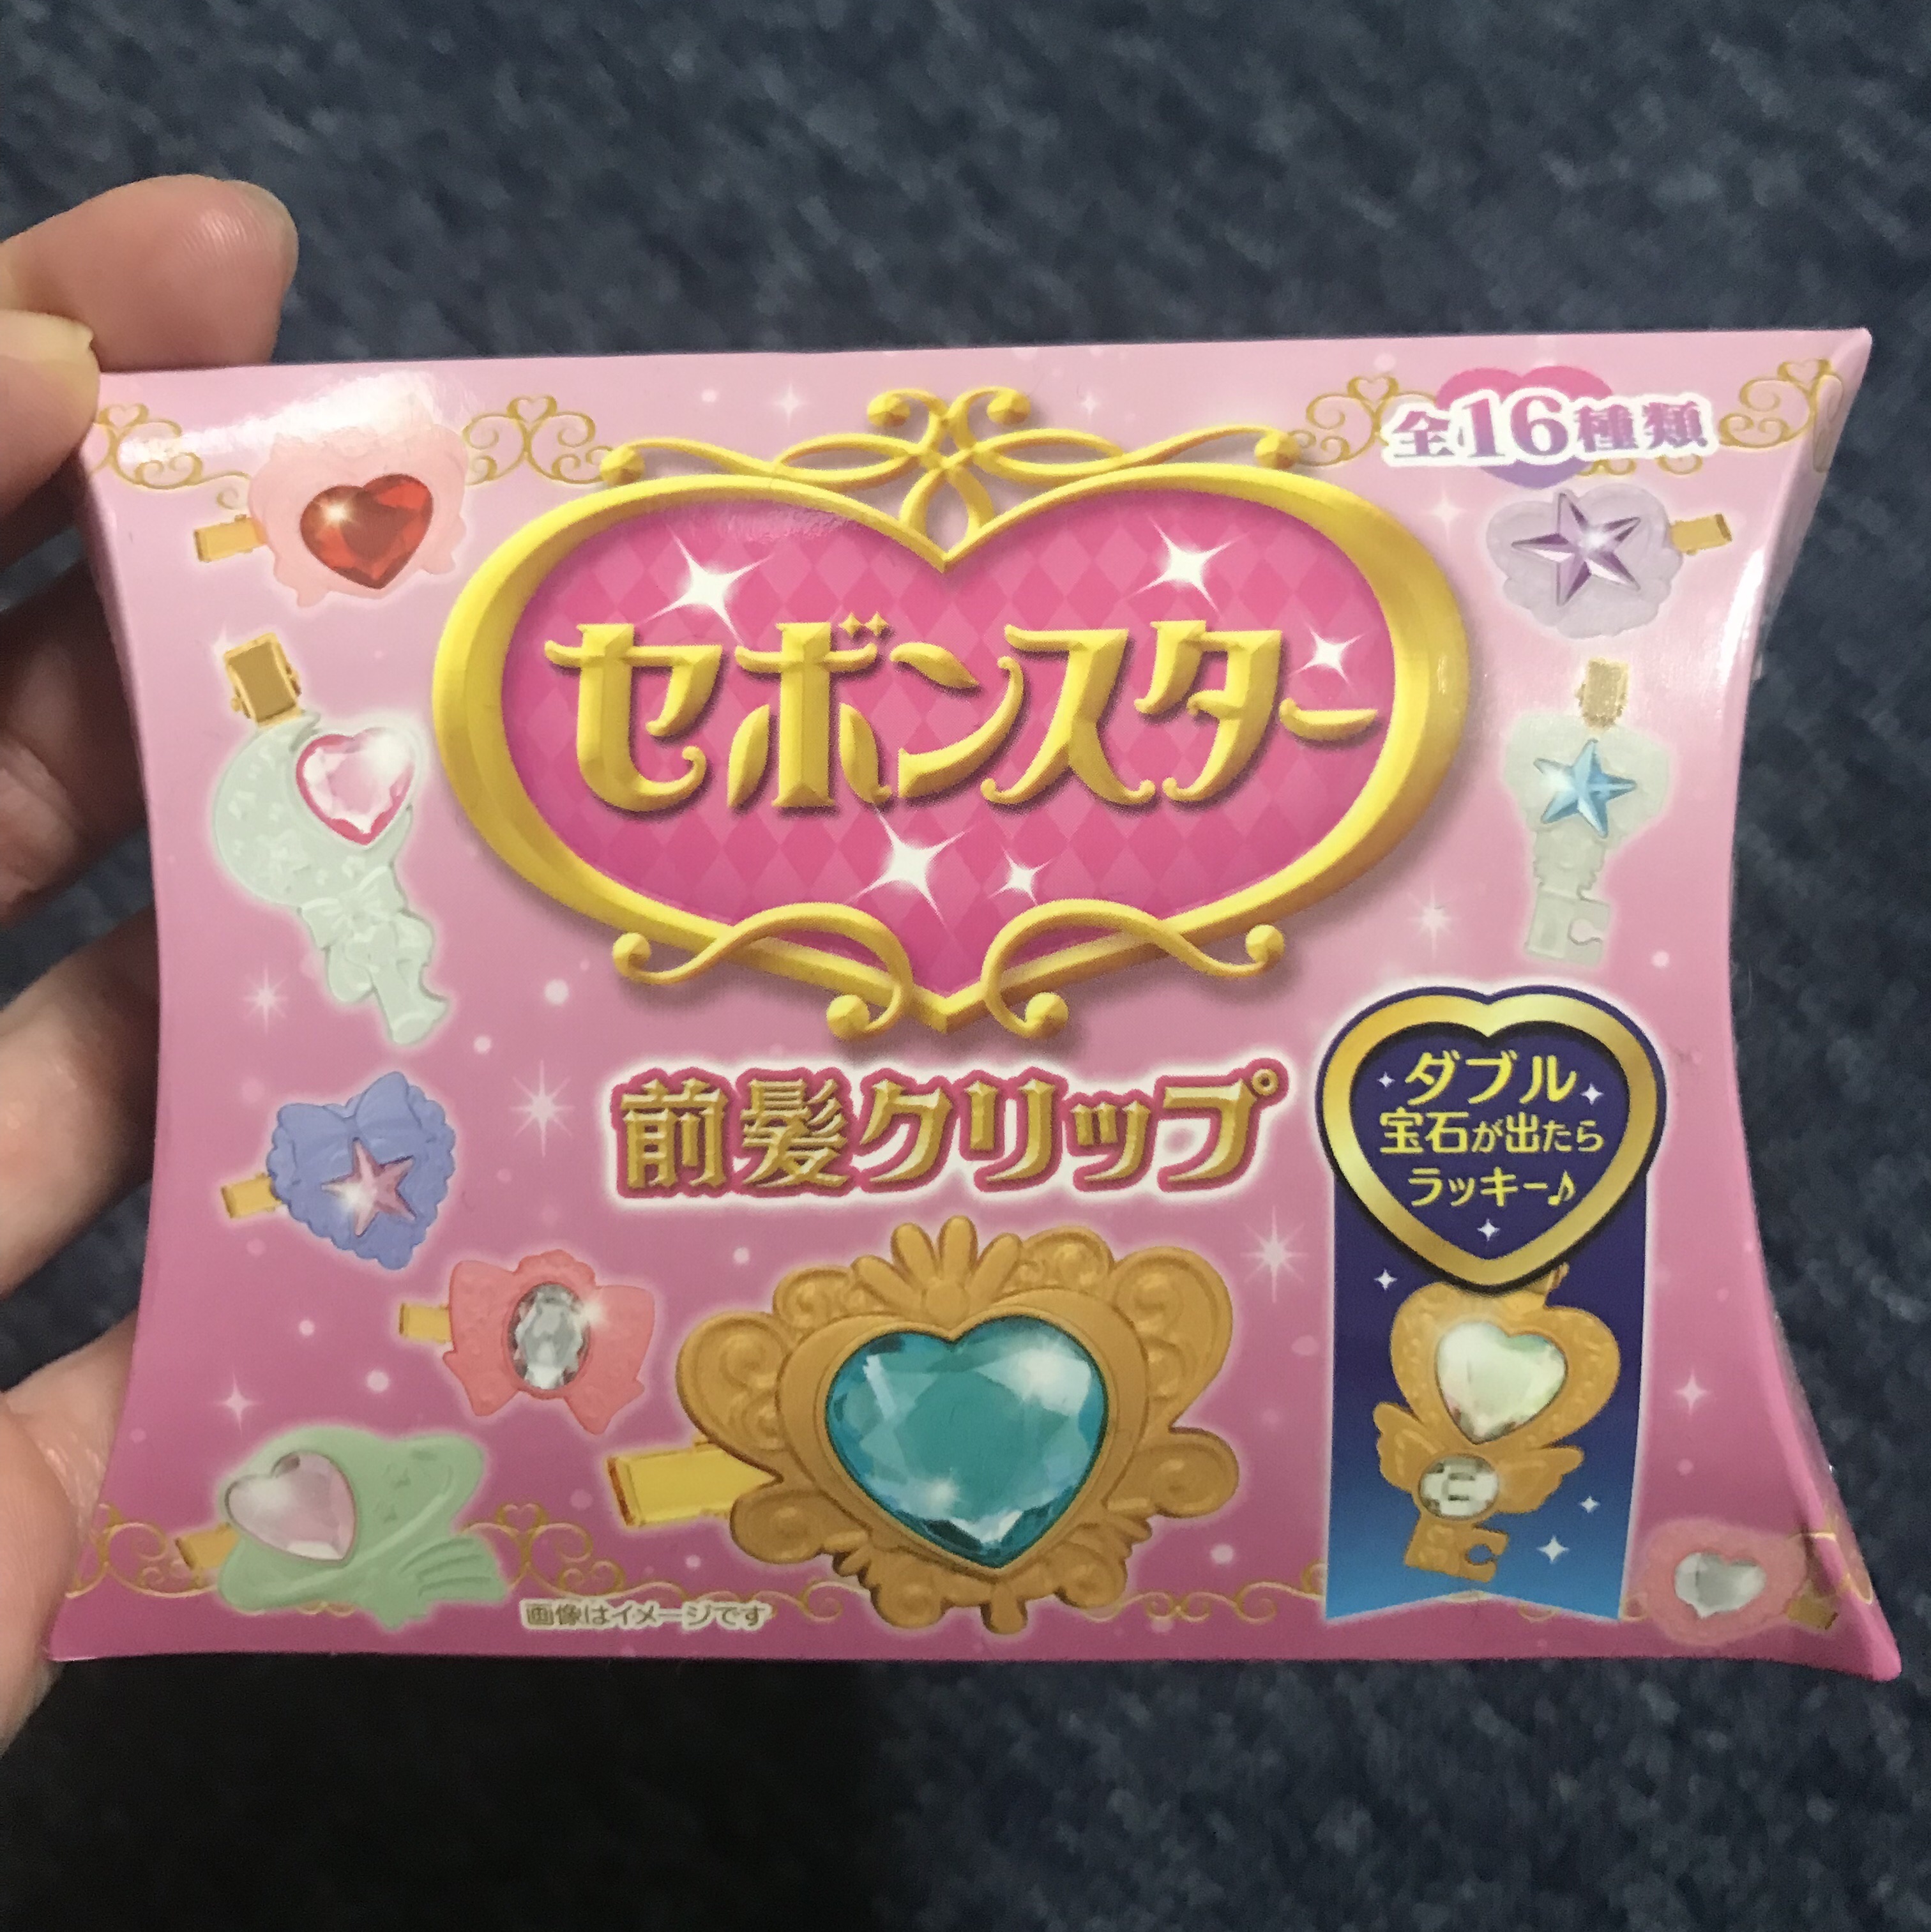 全16種類
セボンスター
前髪クリップ
ダブル
宝石が出たら
ラッキー♪
画像はイメージです